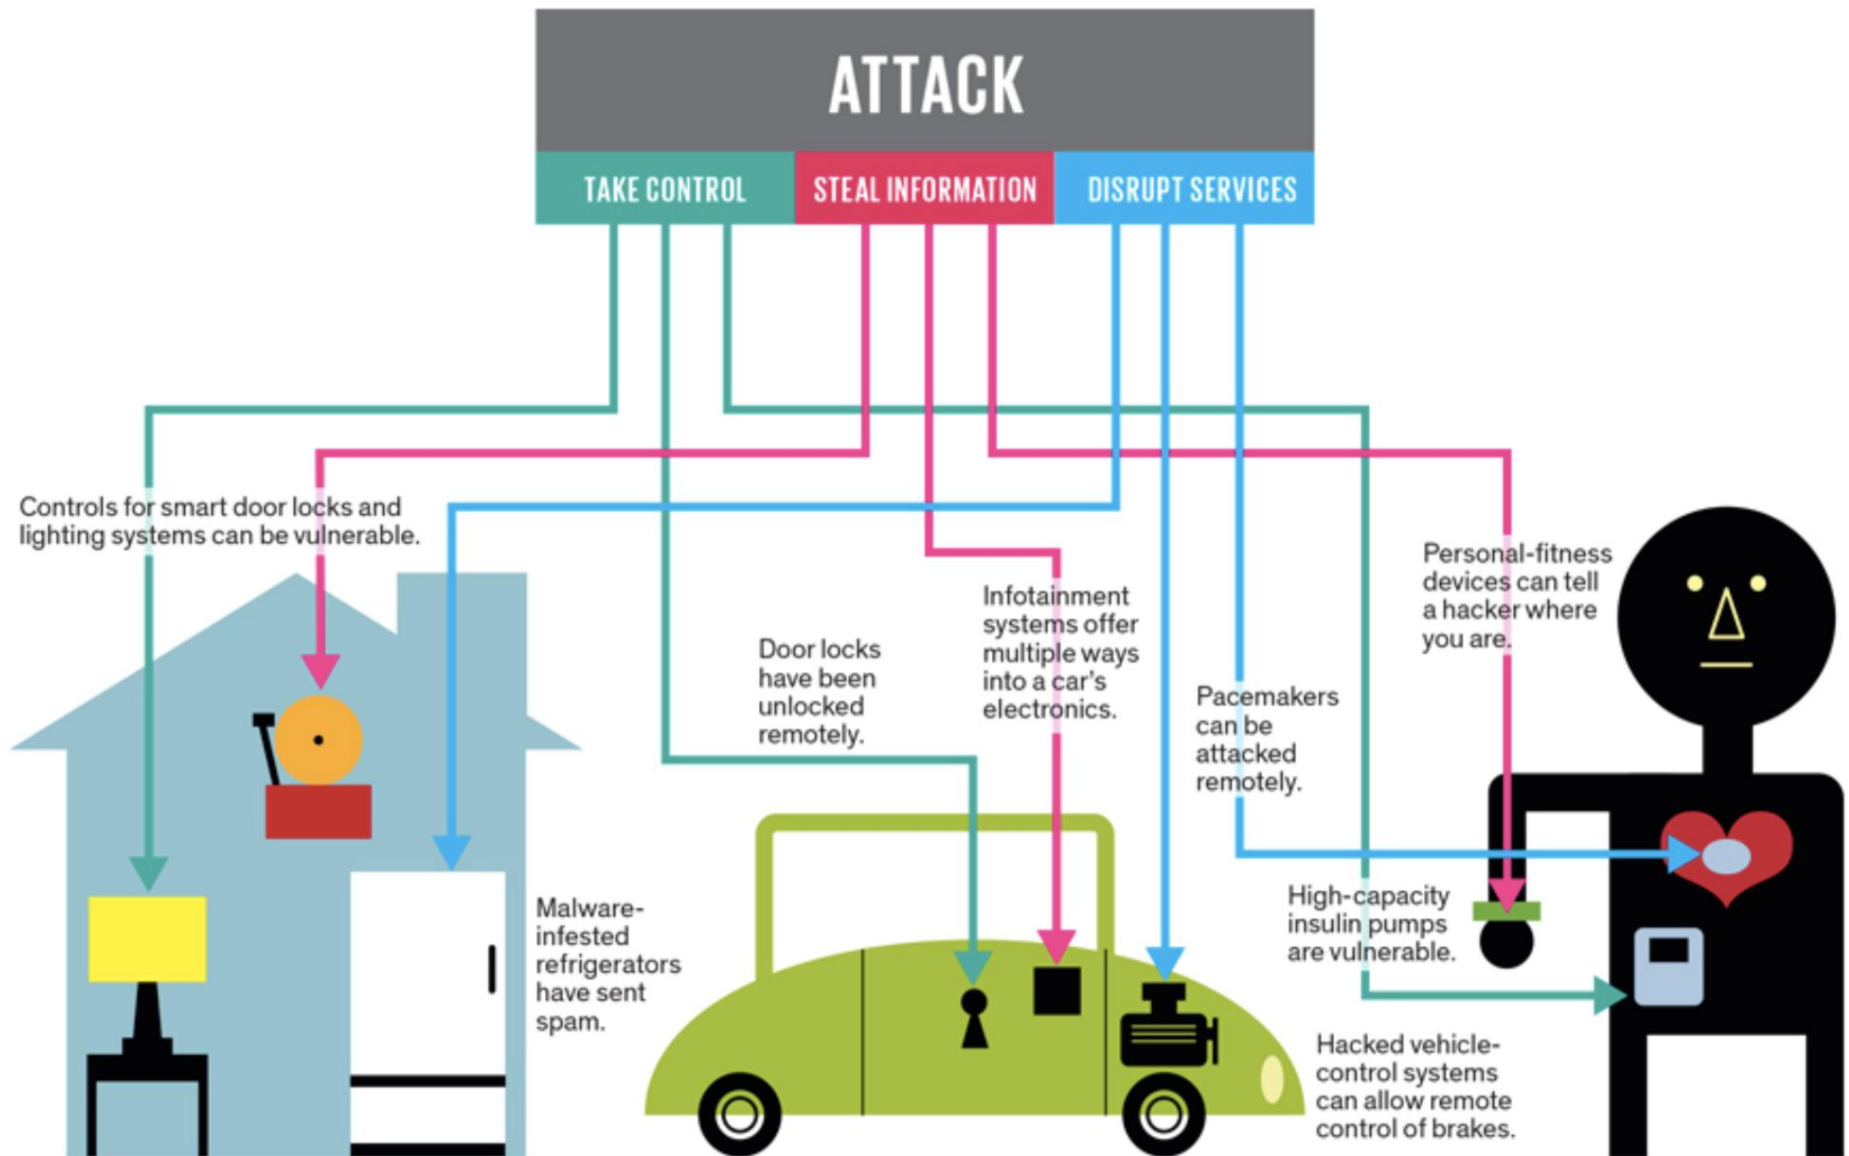 ATTACK
TAKE CONTROL
STEAL INFORMATION
DISRUPT SERVICES
Controls for smart door locks and
lighting systems can be vulnerable.
Malware-
infested
refrigerators
have sent
spam.
Door locks
have been
unlocked
remotely.
Infotainment
systems offer
multiple ways
into a car's
electronics.
Pacemakers
can be
attacked
remotely.
Personal-fitness
devices can tell
a hacker where
you are.
High-capacity
insulin pumps
are vulnerable.
Hacked vehicle-
control systems
can allow remote
control of brakes.